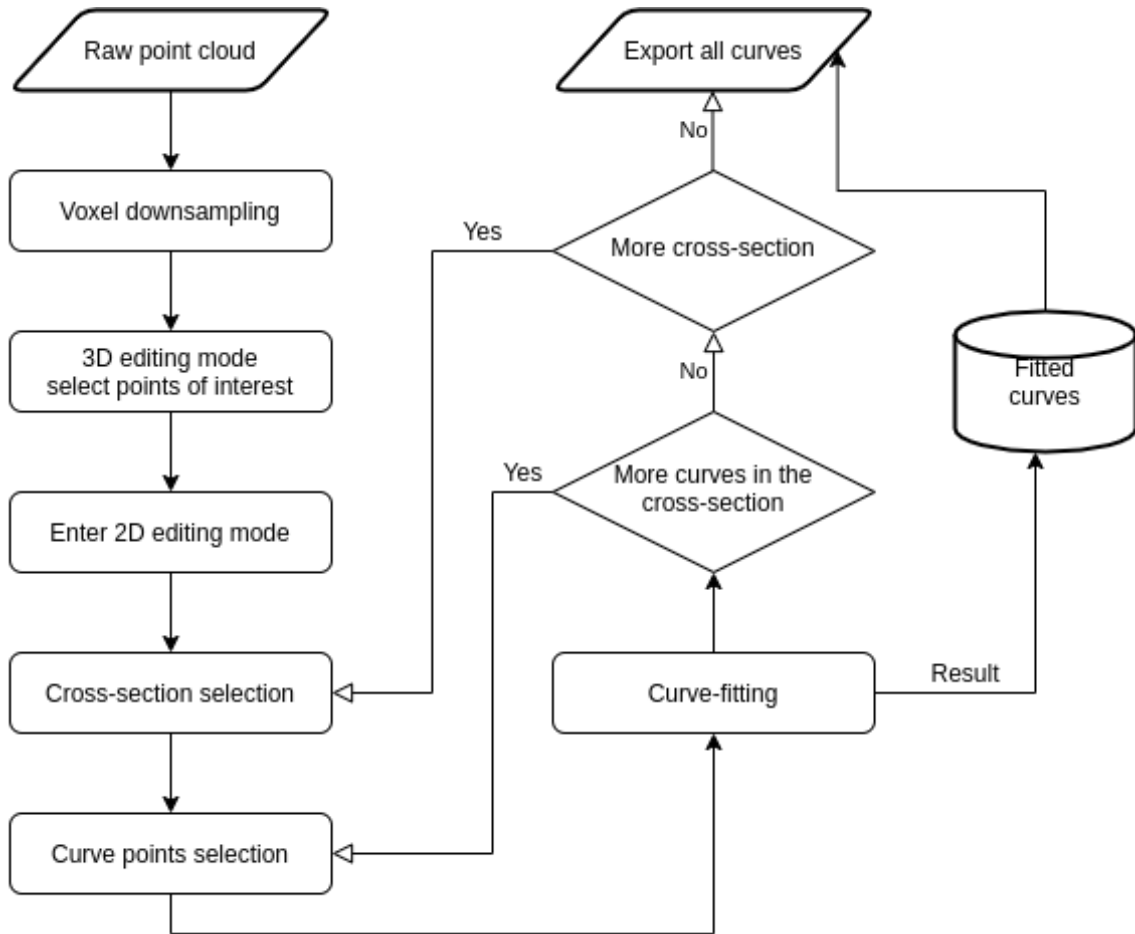 Raw point cloud
Voxel downsampling
3D editing mode
select points of interest
Enter 2D editing mode
Cross-section selection
Curve points selection
Export all curves
No
More cross-section
Yes
No
More curves in the
cross-section
Yes
Curve-fitting
Result
Fitted
curves